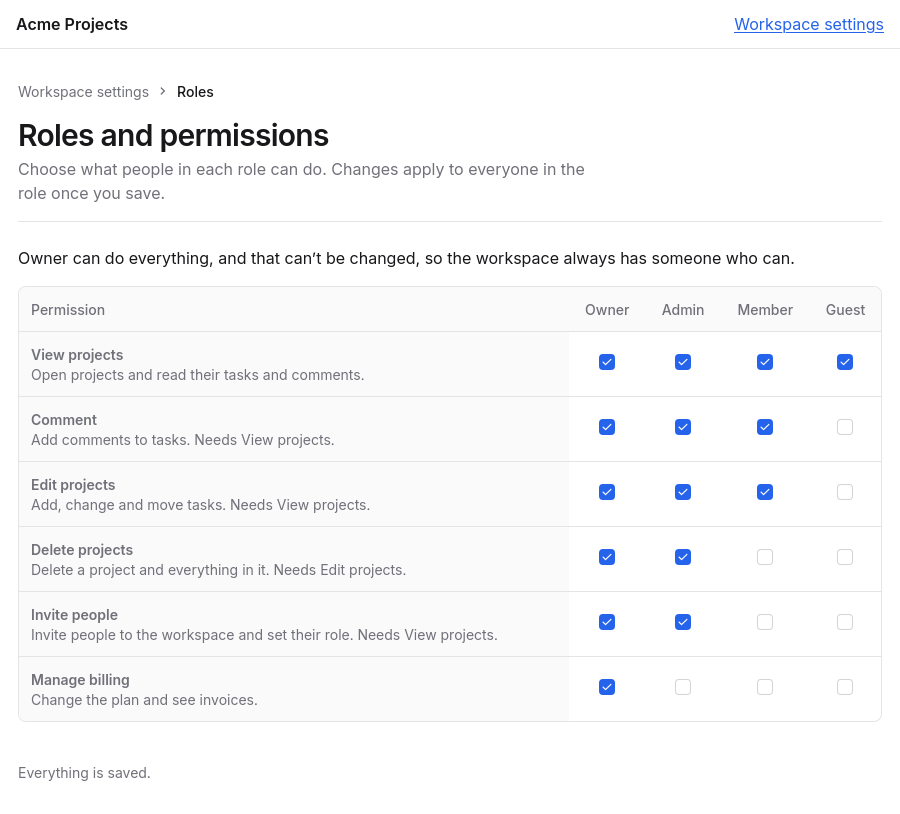 Acme Projects
Workspace settings
Workspace settings
Roles
Roles and permissions
Choose what people in each role can do. Changes apply to everyone in the
role once you save.
Owner can do everything, and that can’t be changed, so the workspace always has someone who can.
Permission Owner Admin Member Guest
View projects
Open projects and read their tasks and comments.
Comment
Add comments to tasks. Needs View projects.
Edit projects
Add, change and move tasks. Needs View projects.
Delete projects
Delete a project and everything in it. Needs Edit projects.
Invite people
Invite people to the workspace and set their role. Needs View projects.
Manage billing
Change the plan and see invoices.
Everything is saved.